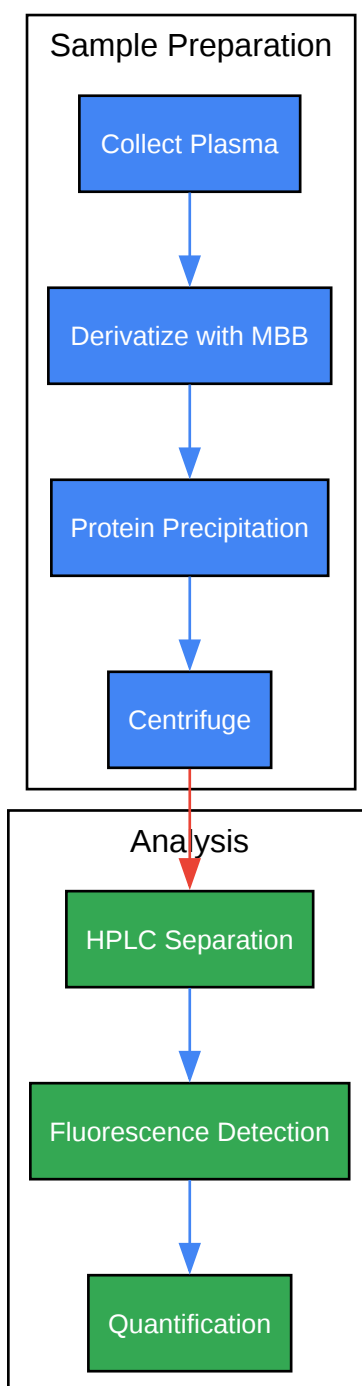 Sample Preparation
Collect Plasma
Derivatize with MBB
Protein Precipitation
Centrifuge
Analysis
HPLC Separation
Fluorescence Detection
Quantification